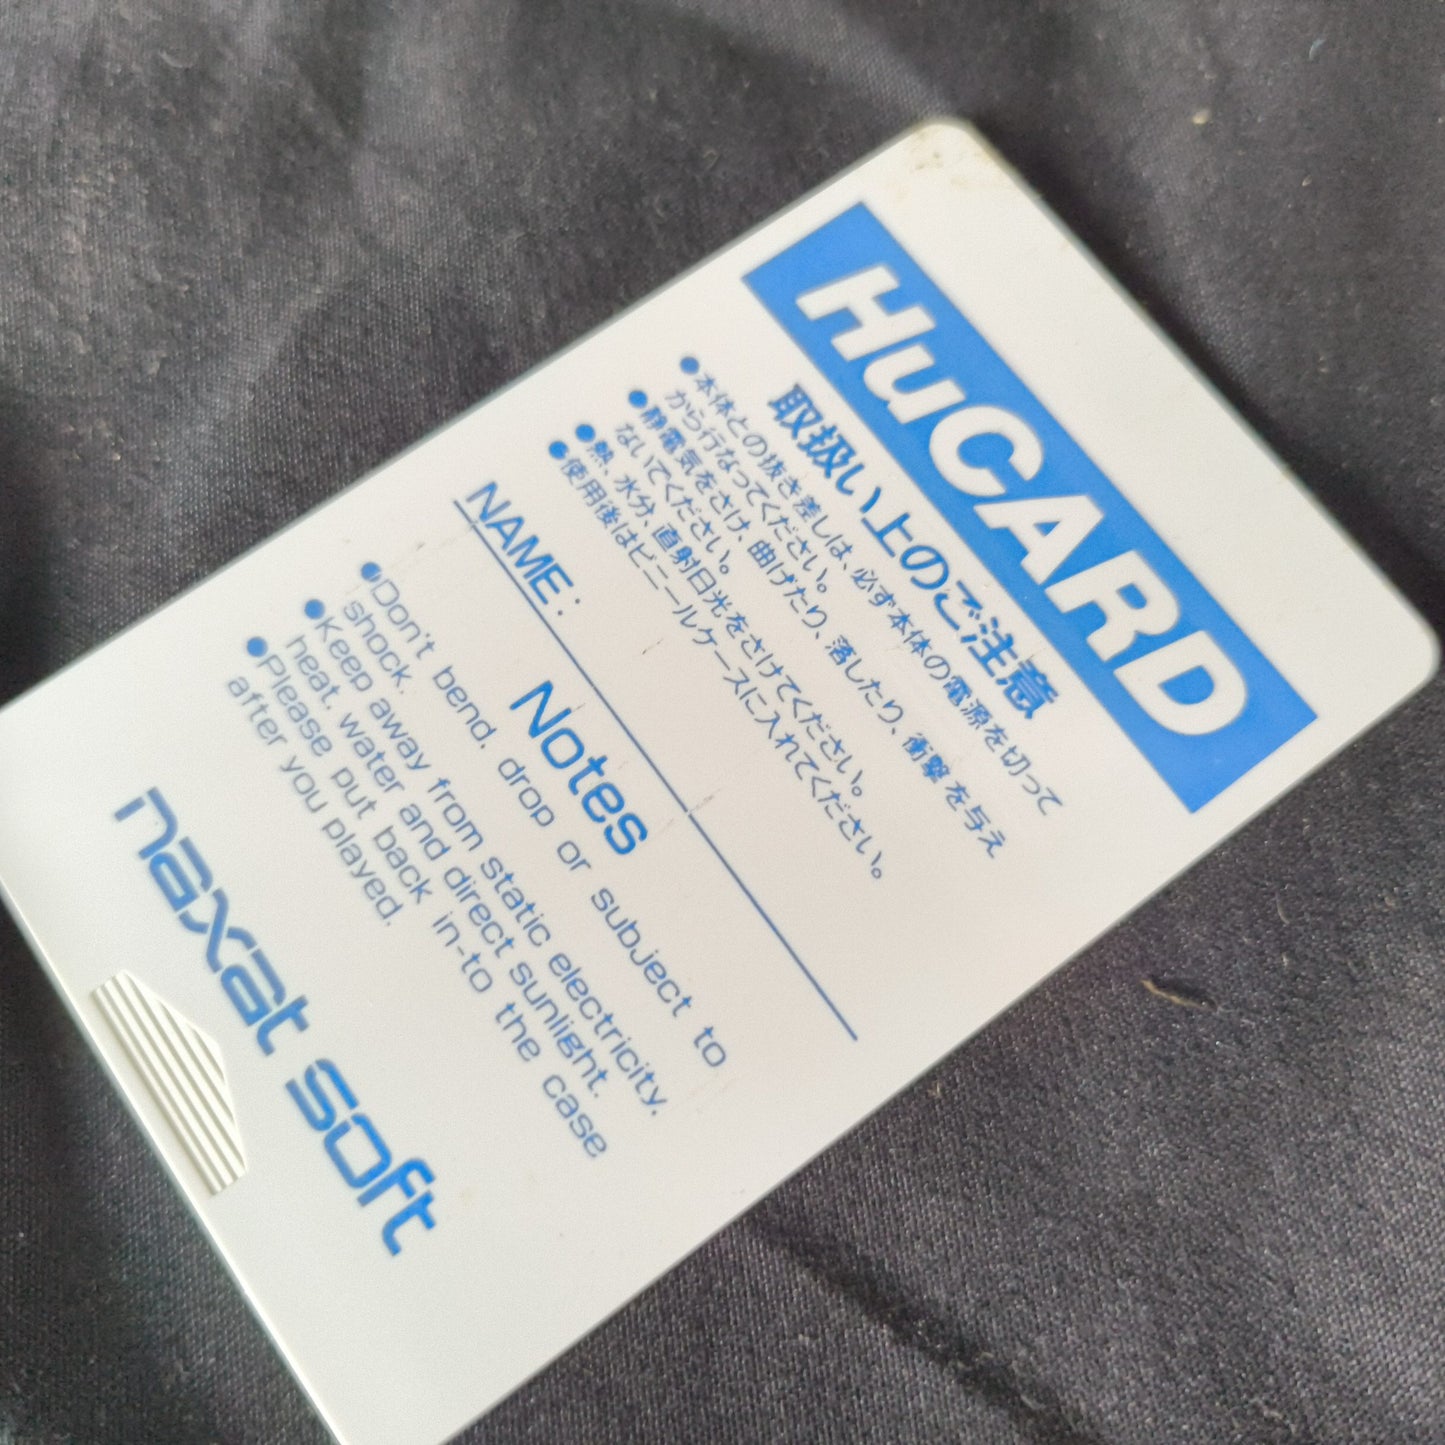 HuCARD
取扱い上のご注意
●本体との抜き差しは、必ず本体の電源を切って
から行なってください。
●静電気をさけ、曲げたり、落したり、衝撃を与え
ないでください。
●熱、水分、直射日光をさけてください。
●使用後はビニールケースに入れてください。
NAME:
Notes
●Don't bend, drop or subject to
shock.
●Keep away from static electricity,
heat, water and direct sunlight.
●Please put back in-to the case
after you played.
naxat soft